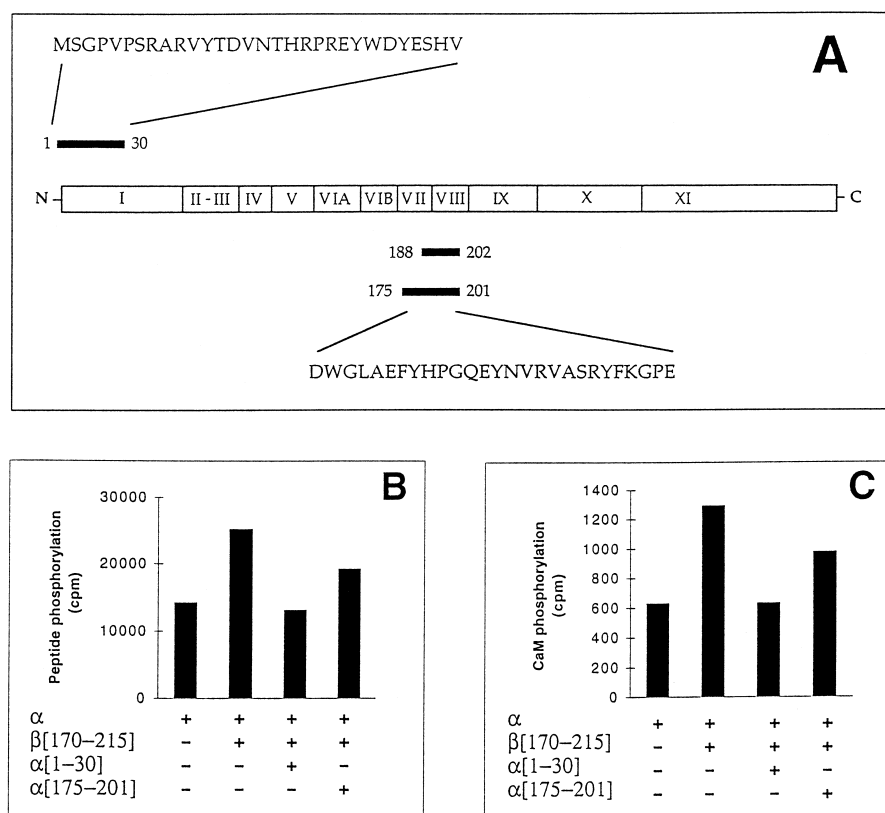 MSGPVPSRARVYTDVNTHRPREYWDYESHV
A
1 30
N I II - III IV V VIA VIB VII VIII IX X XI C
188 202
175 201
DWGLAEFYHPGQEYNVRVASRYFKGPE
B
Peptide phosphorylation
(cpm)
30000
20000
10000
0
α + + + +
β[170–215] – + + +
α[1–30] – – + –
α[175–201] – – – +
C
CaM phosphorylation
(cpm)
1400
1200
1000
800
600
400
200
0
α + + + +
β[170–215] – + + +
α[1–30] – – + –
α[175–201] – – – +